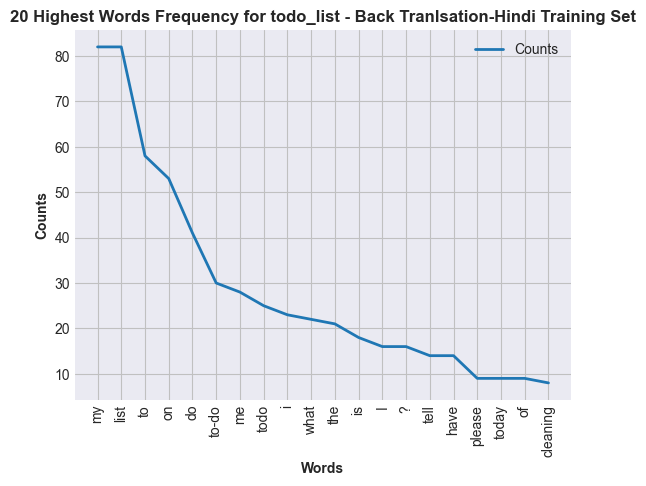 20 Highest Words Frequency for todo_list - Back Tranlsation-Hindi Training Set
Counts
80
70
60
50
40
30
20
10
Counts
my
list
to
on
do
to-do
me
todo
i
what
the
is
I
?
tell
have
please
today
of
cleaning
Words